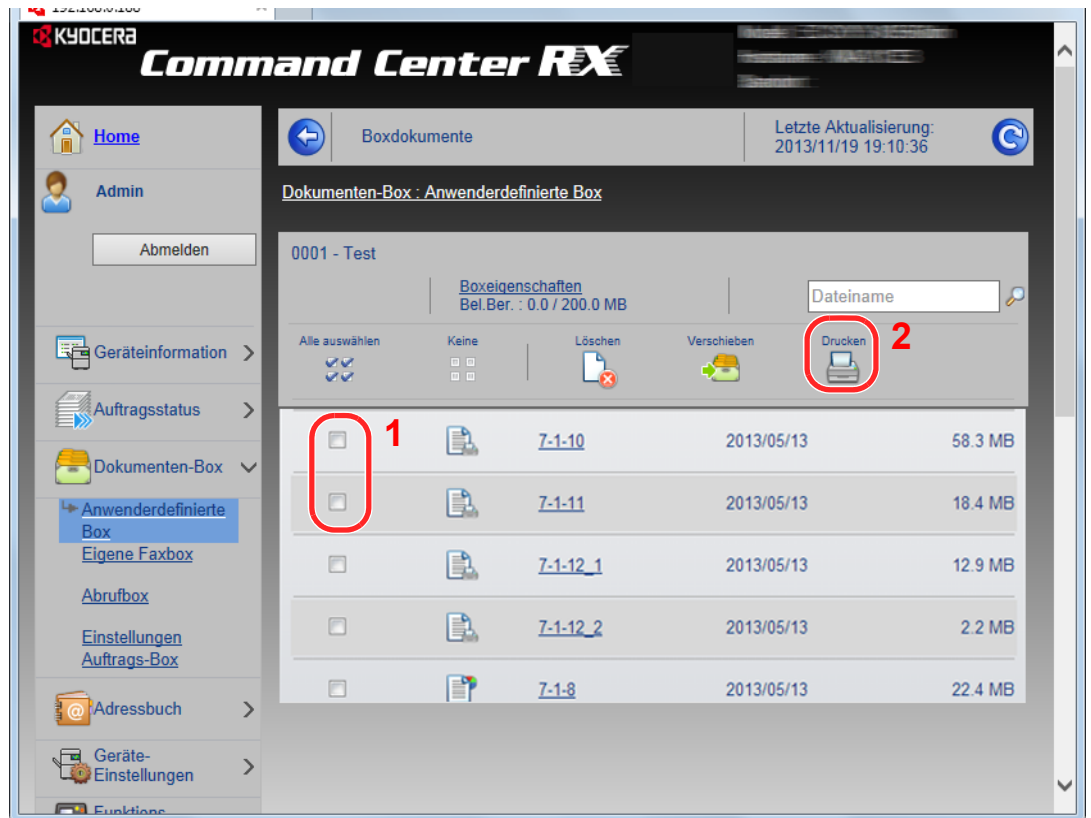 KYOCERA
Command Center RX
Home
Admin
Abmelden
Geräteinformation
Auftragsstatus
Dokumenten-Box
Anwenderdefinierte
Box
Eigene Faxbox
Abrufbox
Einstellungen
Auftrags-Box
Adressbuch
Geräte-
Einstellungen
Boxdokumente
Letzte Aktualisierung:
2013/11/19 19:10:36
Dokumenten-Box : Anwenderdefinierte Box
0001 - Test
Boxeigenschaften
Bel.Ber. : 0.0 / 200.0 MB
Dateiname
Alle auswählen Keine Löschen Verschieben Drucken 2
1 7-1-10 2013/05/13 58.3 MB
7-1-11 2013/05/13 18.4 MB
7-1-12_1 2013/05/13 12.9 MB
7-1-12_2 2013/05/13 2.2 MB
7-1-8 2013/05/13 22.4 MB